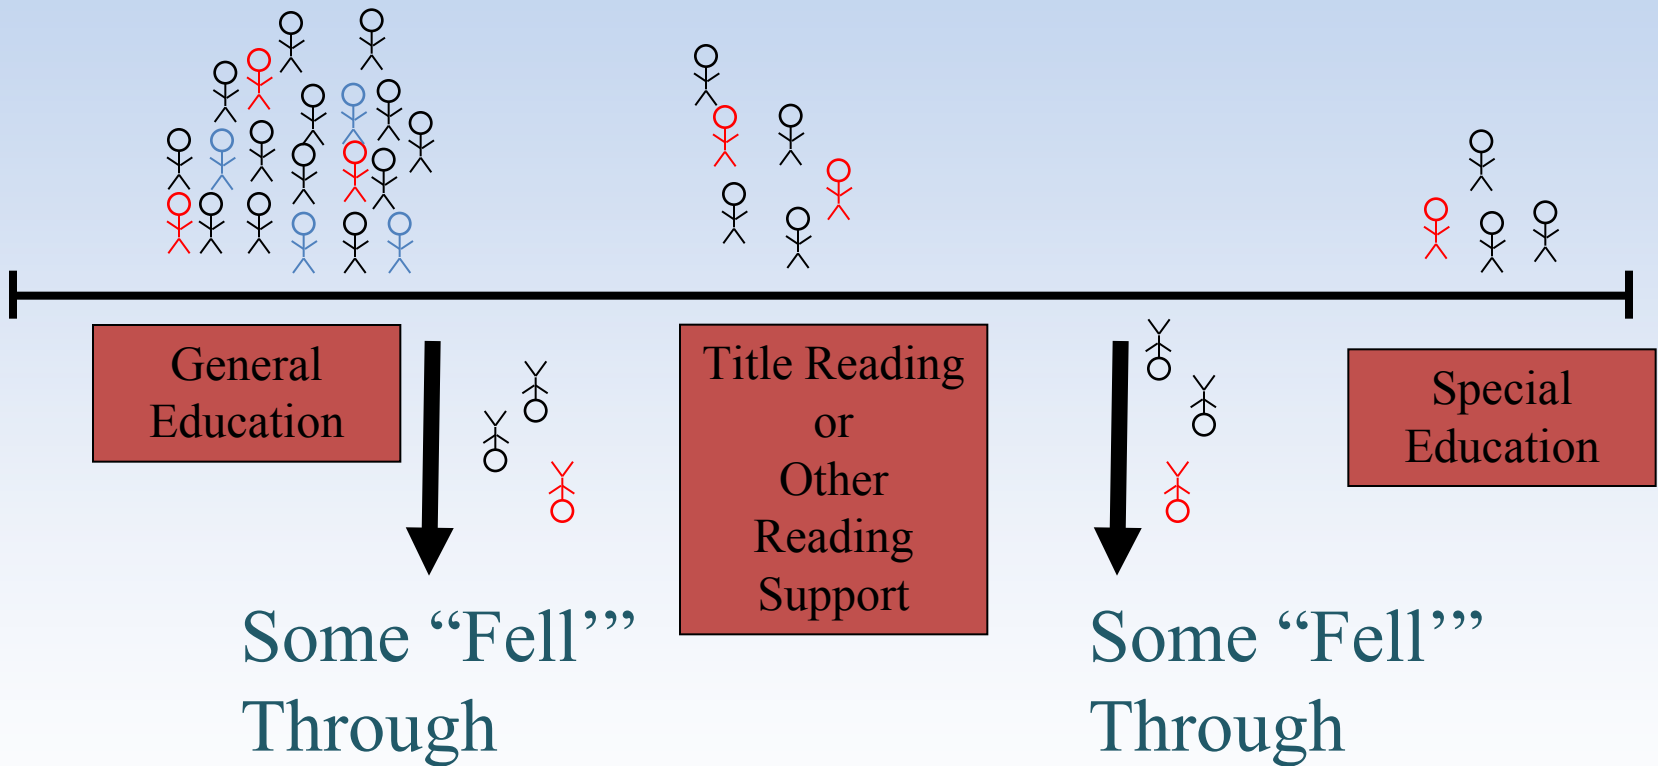 General
Education
Title Reading
or
Other
Reading
Support
Special
Education
Some “Fell’”
Through
Some “Fell’”
Through